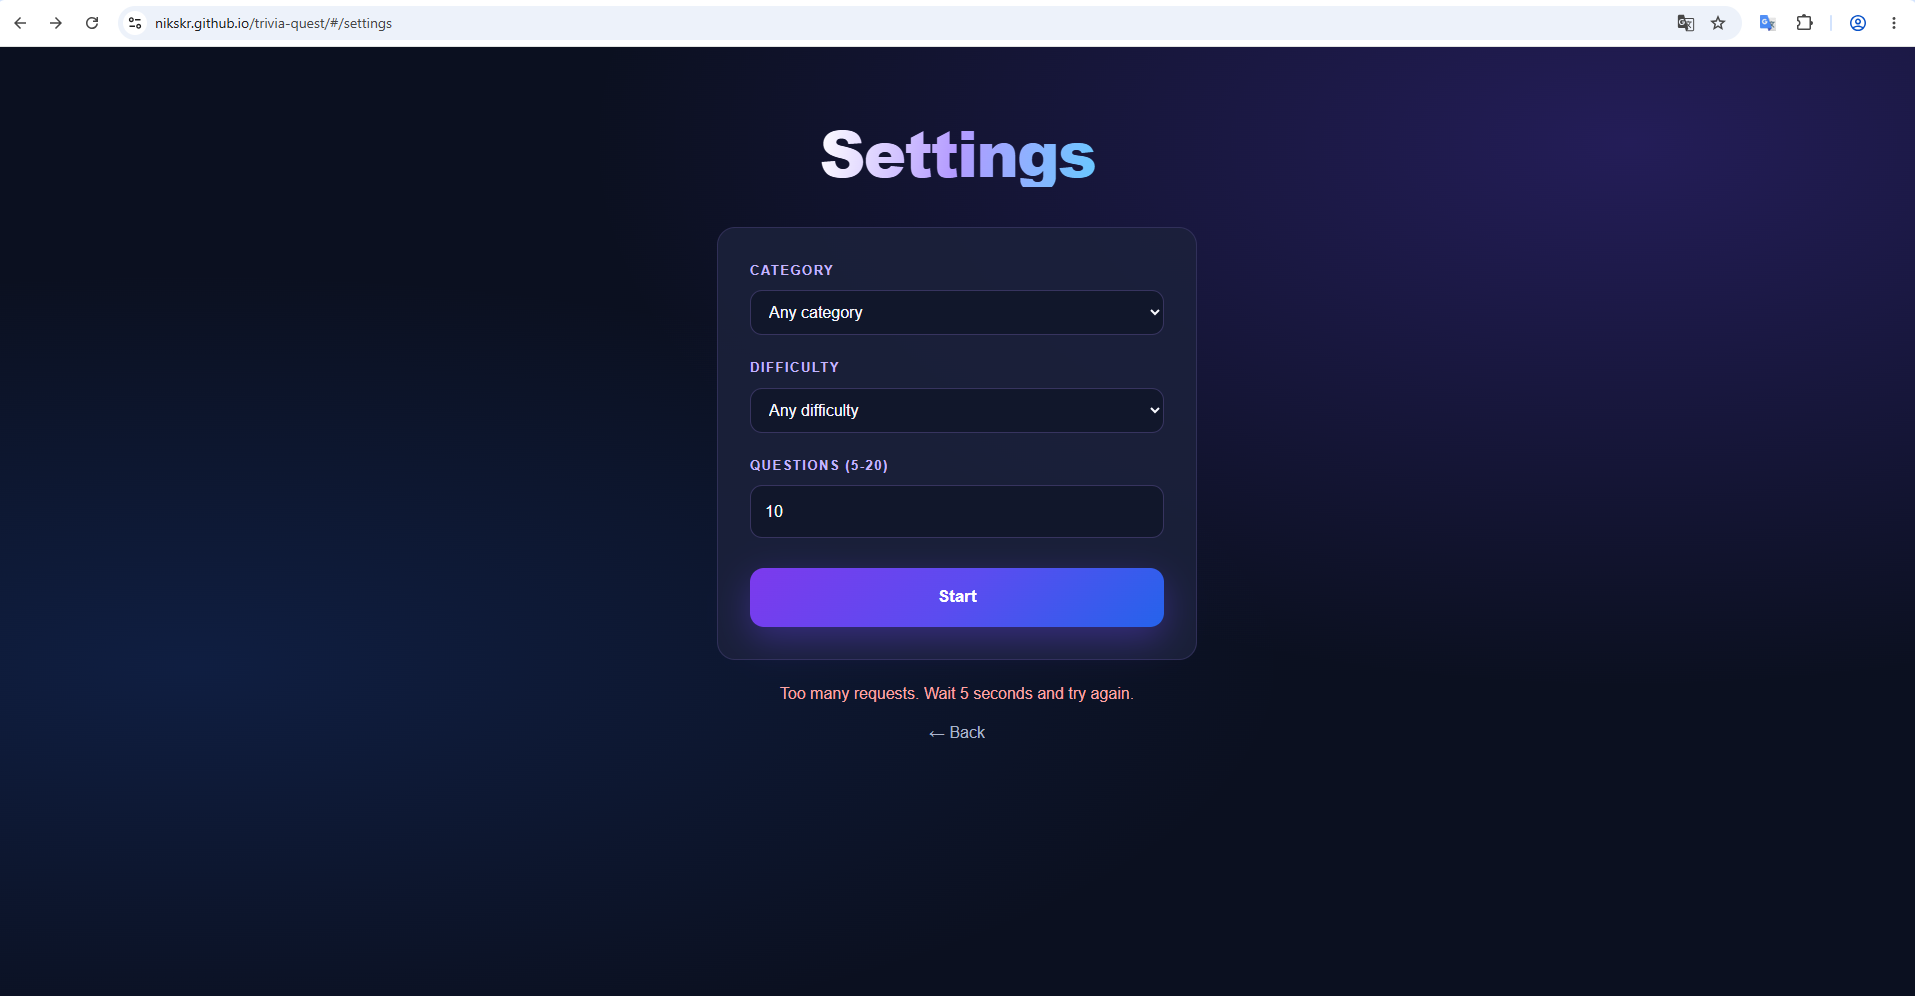 nikskr.github.io/trivia-quest/#/settings
Settings
CATEGORY
Any category
DIFFICULTY
Any difficulty
QUESTIONS (5-20)
10
Start
Too many requests. Wait 5 seconds and try again.
← Back